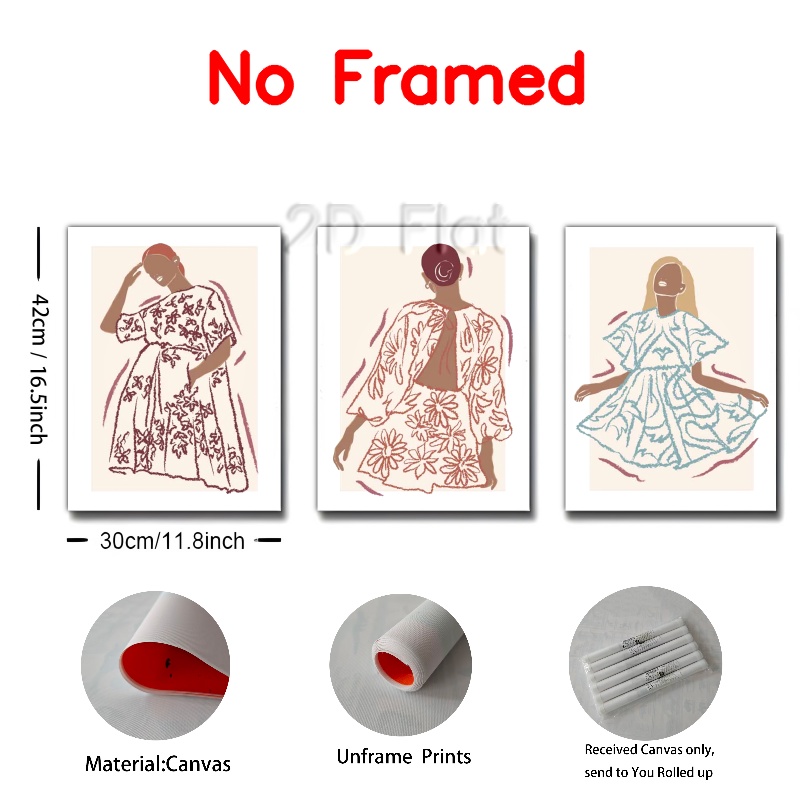 No Framed
2D Flat
42cm / 16.5inch
30cm/11.8inch
Material:Canvas
Unframe Prints
Received Canvas only,
send to You Rolled up